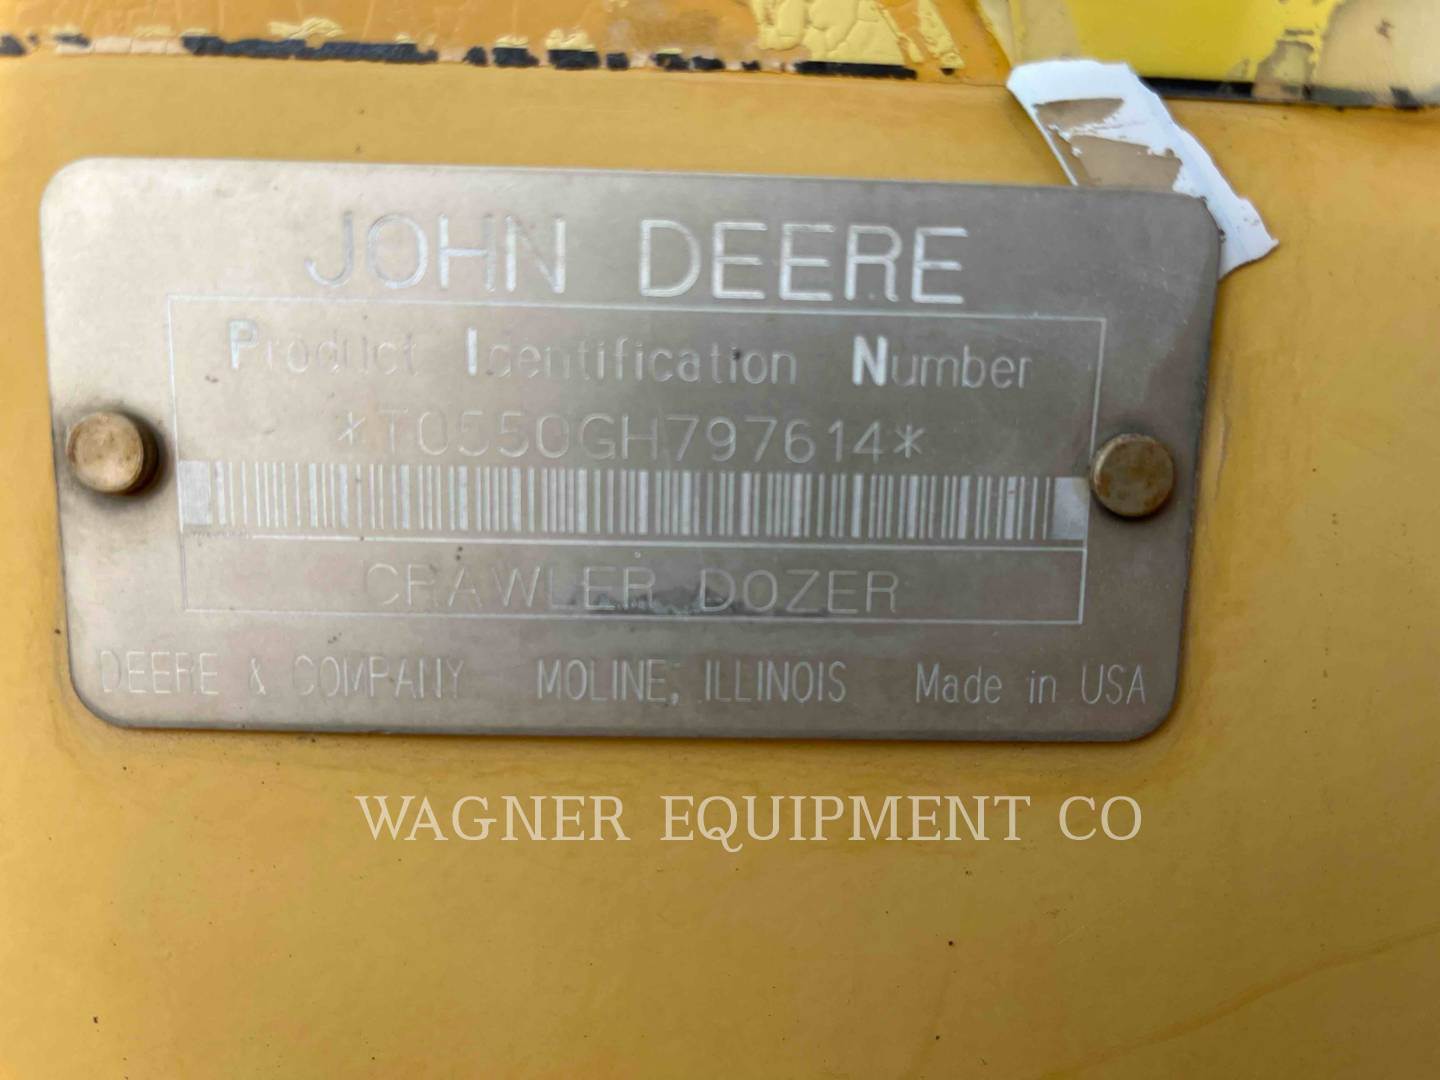 JOHN DEERE
Product Identification Number
*T0550GH797614*
CRAWLER DOZER
DEERE & COMPANY MOLINE, ILLINOIS Made in USA
WAGNER EQUIPMENT CO